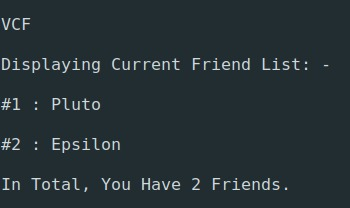 VCF
Displaying Current Friend List: -
#1 : Pluto
#2 : Epsilon
In Total, You Have 2 Friends.